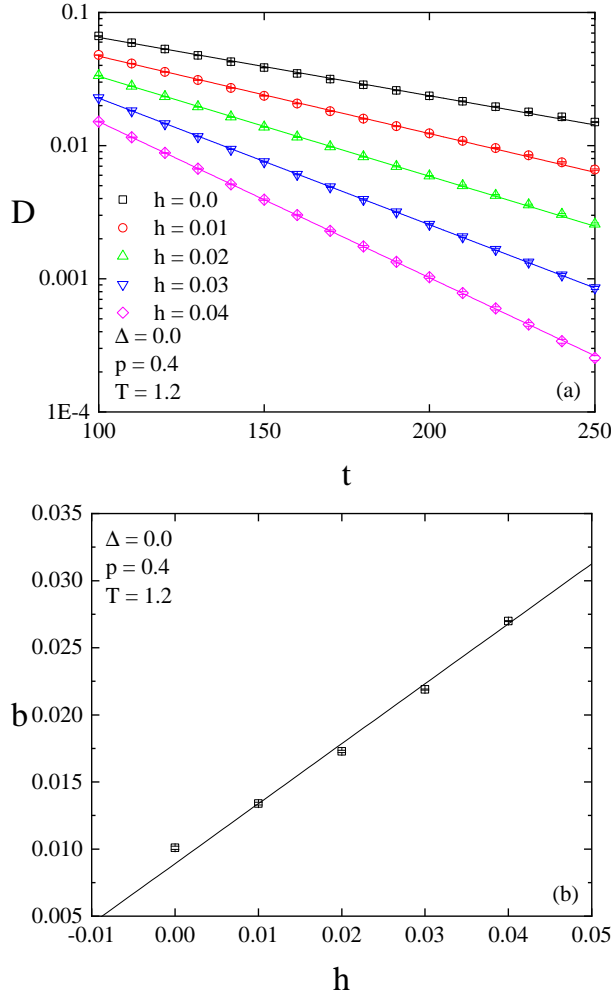 0.1
0.01
D
0.001
1E-4
h = 0.0
h = 0.01
h = 0.02
h = 0.03
h = 0.04
Δ = 0.0
p = 0.4
T = 1.2
(a)
100 150 200 250
t
0.035
0.030
0.025
0.020
b
0.015
0.010
0.005
Δ = 0.0
p = 0.4
T = 1.2
(b)
-0.01 0.00 0.01 0.02 0.03 0.04 0.05
h